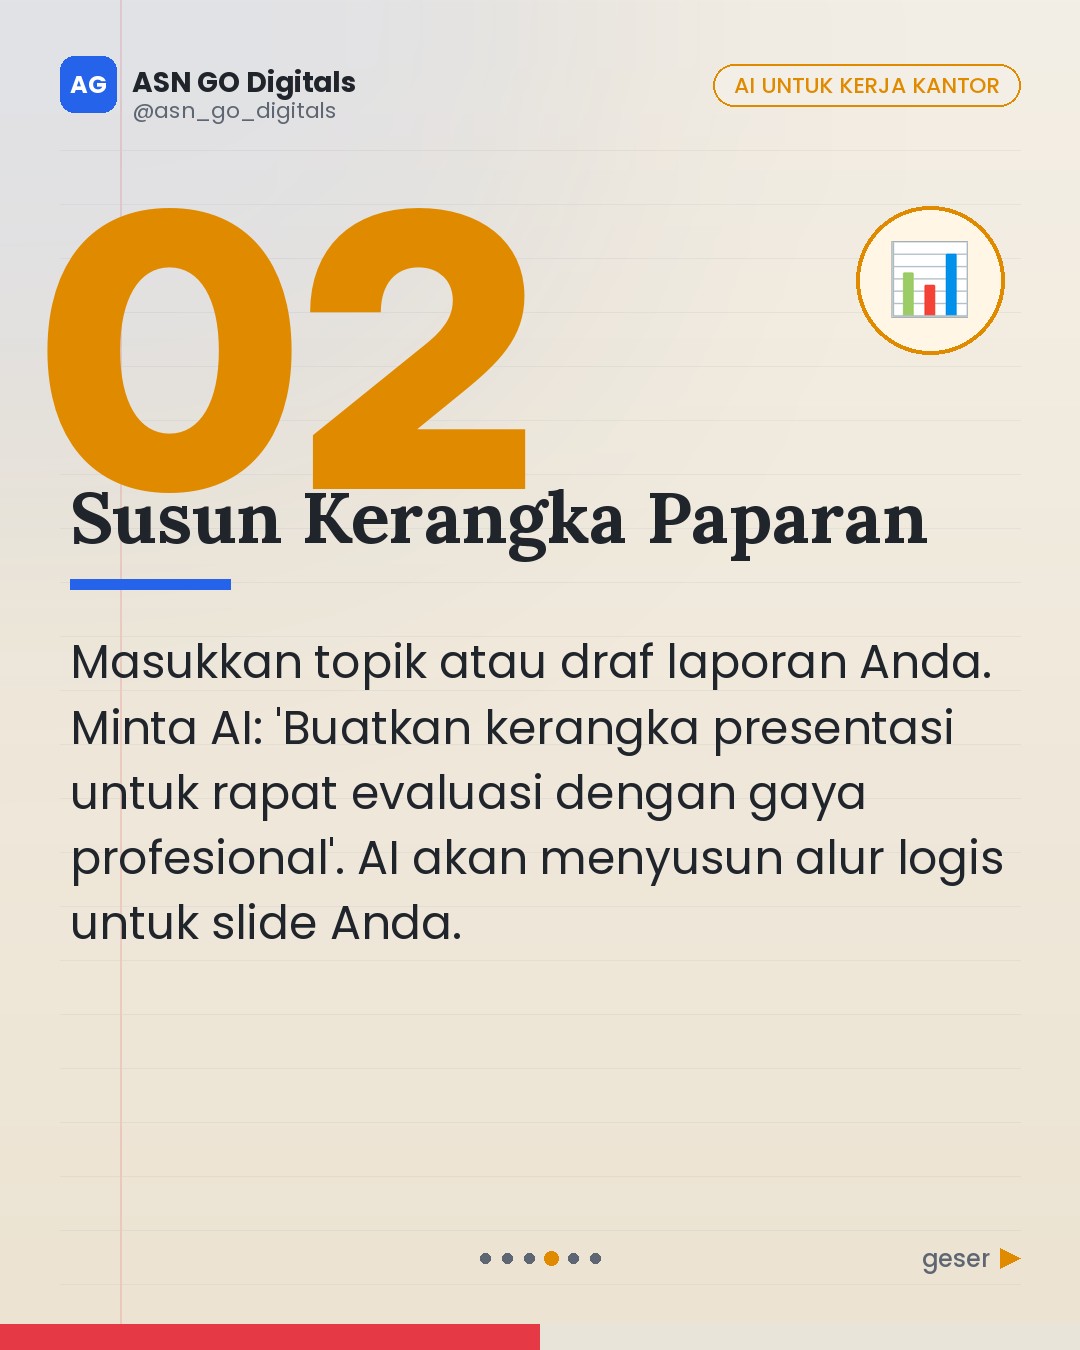 AG
ASN GO Digitals
@asn_go_digitals
AI UNTUK KERJA KANTOR
02
Susun Kerangka Paparan
Masukkan topik atau draf laporan Anda.
Minta AI: 'Buatkan kerangka presentasi
untuk rapat evaluasi dengan gaya
profesional'. AI akan menyusun alur logis
untuk slide Anda.
geser